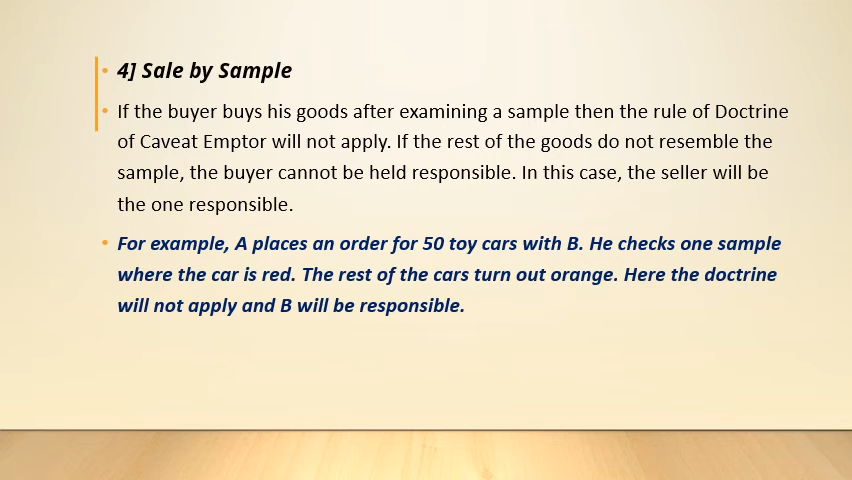 4] Sale by Sample
If the buyer buys his goods after examining a sample then the rule of Doctrine
of Caveat Emptor will not apply. If the rest of the goods do not resemble the
sample, the buyer cannot be held responsible. In this case, the seller will be
the one responsible.
For example, A places an order for 50 toy cars with B. He checks one sample
where the car is red. The rest of the cars turn out orange. Here the doctrine
will not apply and B will be responsible.